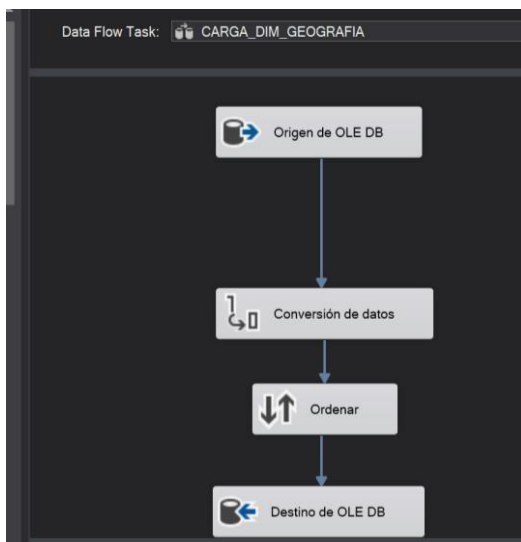 Data Flow Task: CARGA_DIM_GEOGRAFIA
Origen de OLE DB
Conversión de datos
Ordenar
Destino de OLE DB